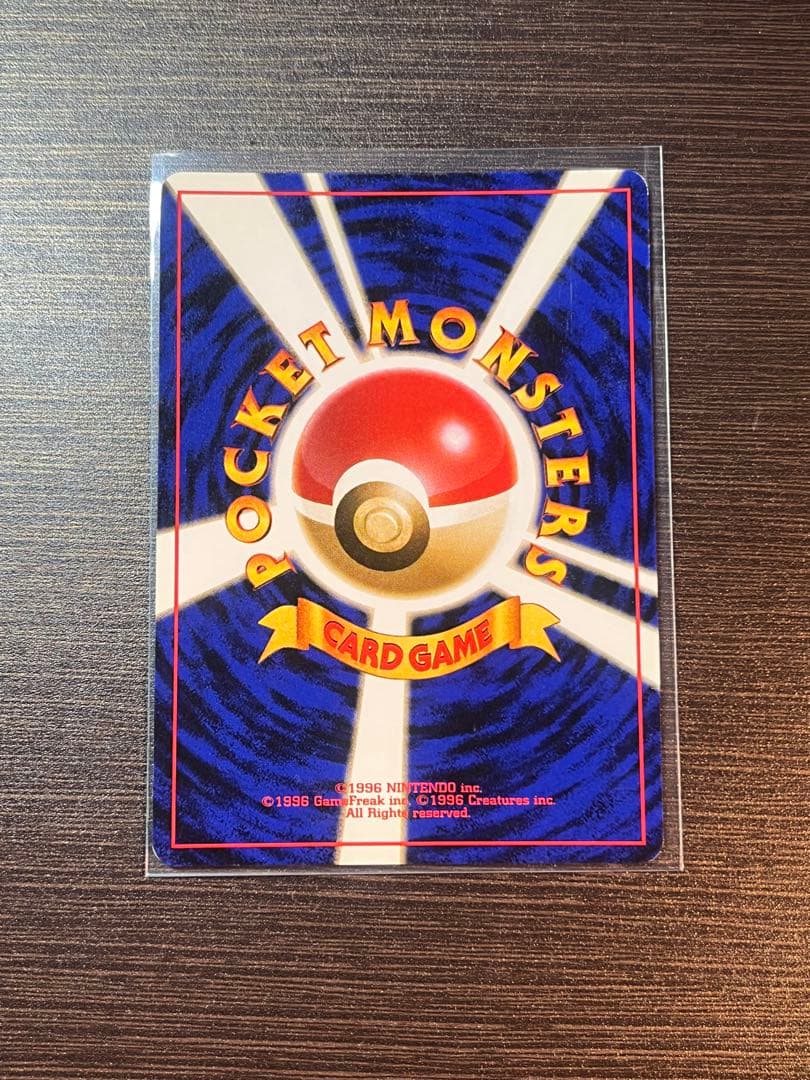 POCKET MONSTERS
CARD GAME
©1996 NINTENDO inc.
©1996 GameFreak inc. ©1996 Creatures inc.
All Rights reserved.